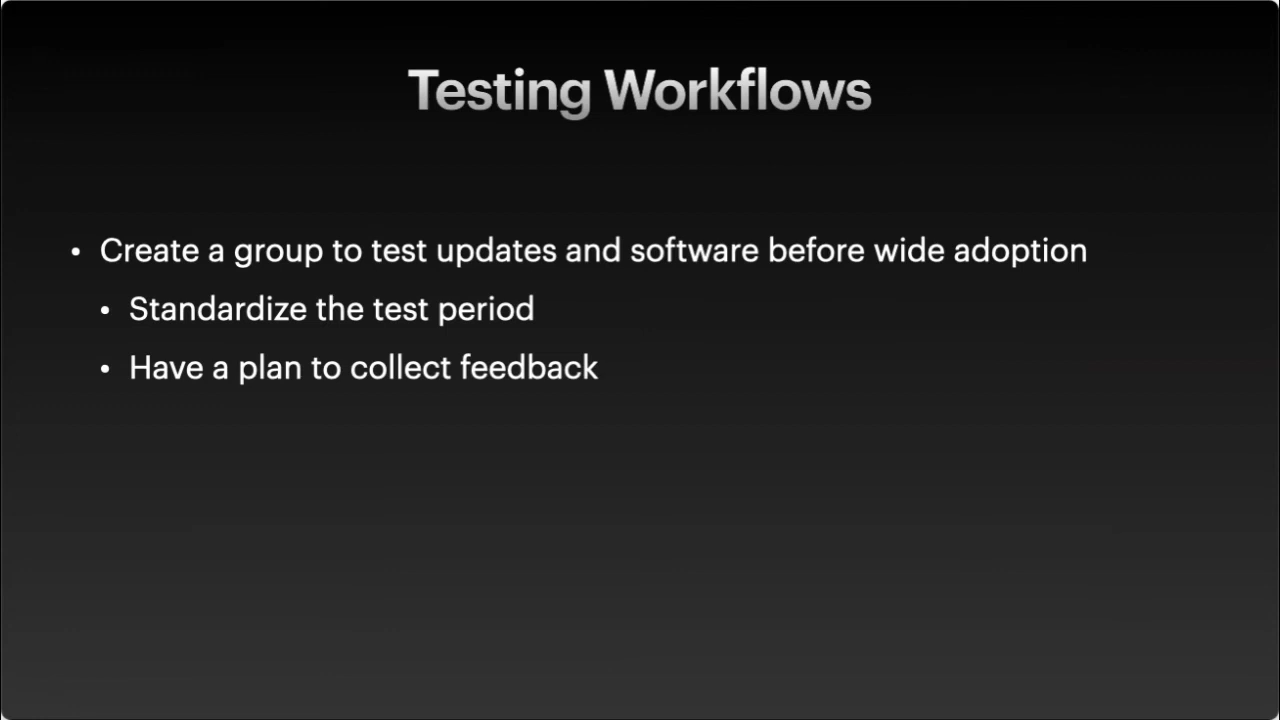 Testing Workflows
• Create a group to test updates and software before wide adoption
• Standardize the test period
• Have a plan to collect feedback